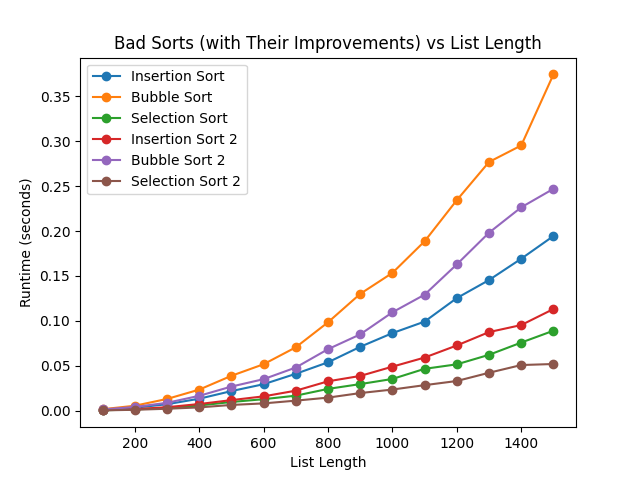 Bad Sorts (with Their Improvements) vs List Length
Insertion Sort
Bubble Sort
Selection Sort
Insertion Sort 2
Bubble Sort 2
Selection Sort 2
Runtime (seconds)
0.35
0.30
0.25
0.20
0.15
0.10
0.05
0.00
200 400 600 800 1000 1200 1400
List Length